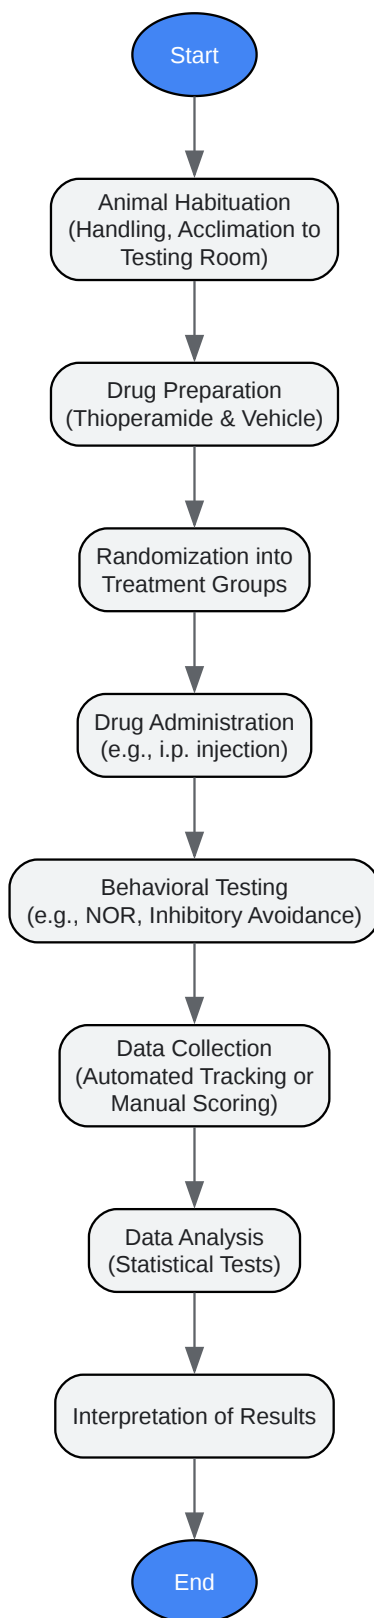 Start
Animal Habituation
(Handling, Acclimation to
Testing Room)
Drug Preparation
(Thioperamide & Vehicle)
Randomization into
Treatment Groups
Drug Administration
(e.g., i.p. injection)
Behavioral Testing
(e.g., NOR, Inhibitory Avoidance)
Data Collection
(Automated Tracking or
Manual Scoring)
Data Analysis
(Statistical Tests)
Interpretation of Results
End